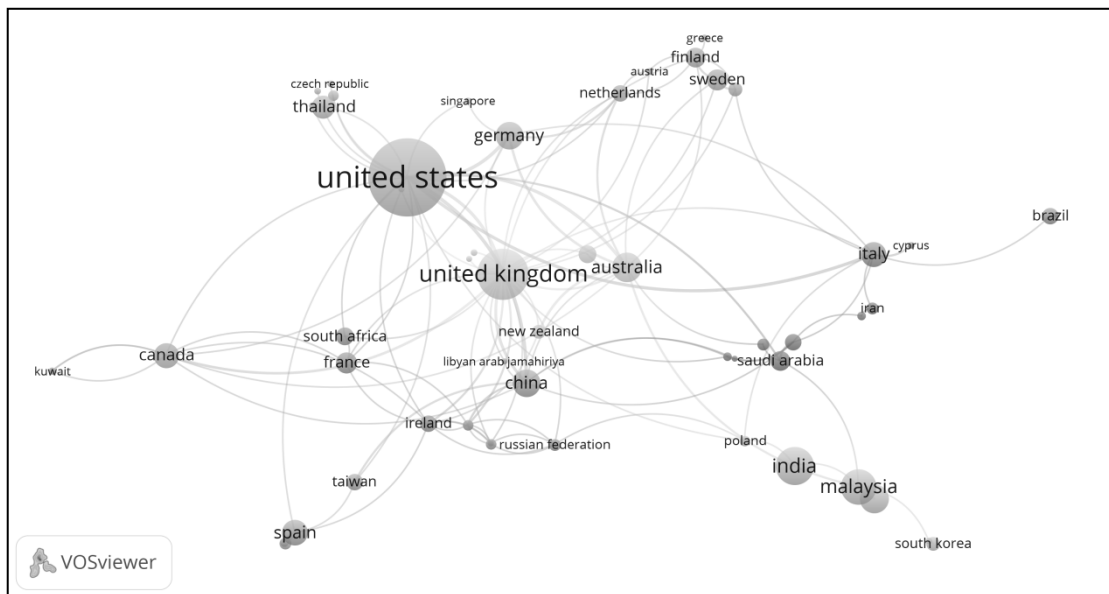 greece
finland
austria
sweden
czech republic
netherlands
thailand
singapore
germany
united states
brazil
cyprus
italy
australia
united kingdom
iran
new zealand
south africa
canada
france
libyan arab jamahiriya
saudi arabia
kuwait
china
ireland
russian federation
poland
india
taiwan
malaysia
spain
south korea
VOSviewer